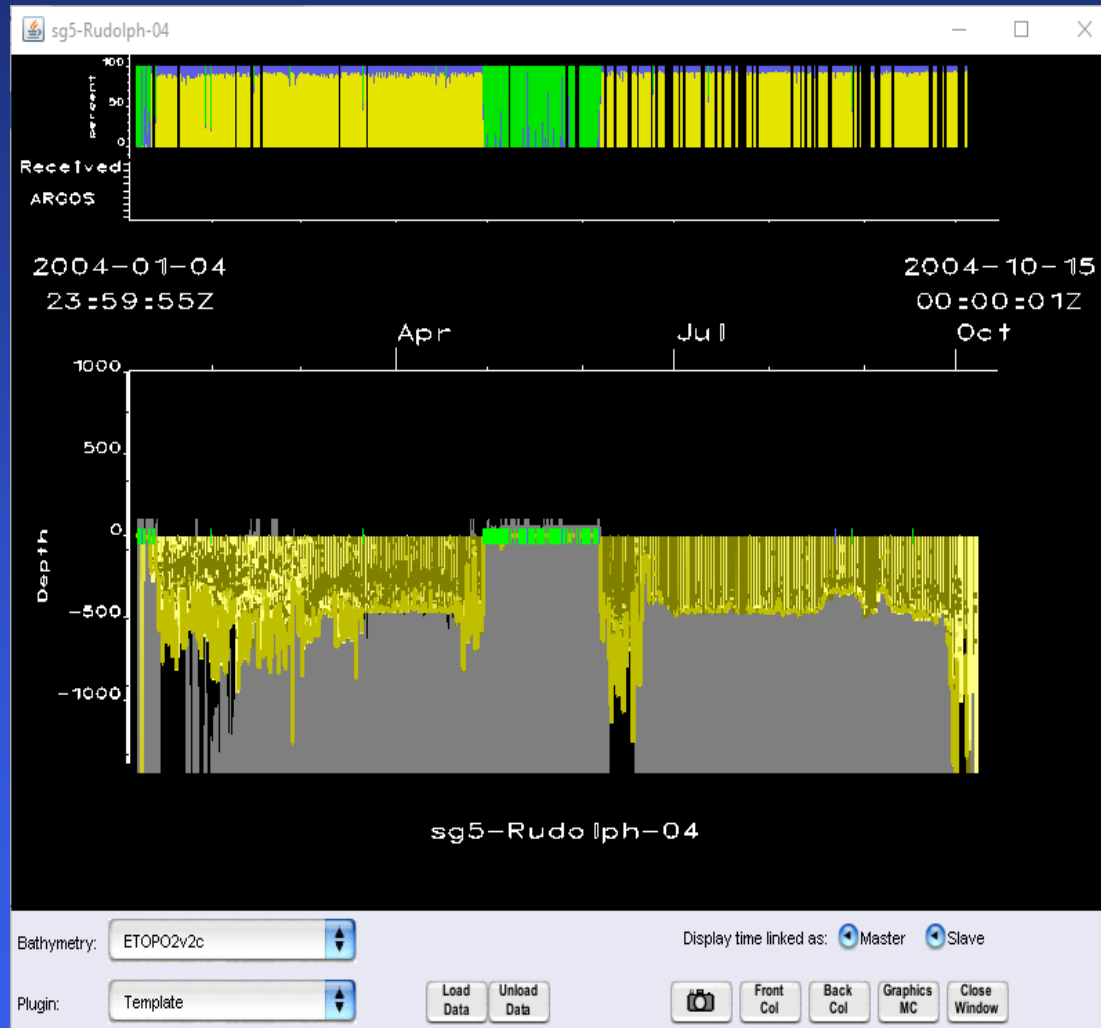 sg5-Rudolph-04
percent
100
50
0
Received
ARGOS
2004-01-04
23:59:55Z
2004-10-15
00:00:01Z
Apr
Jul
Oct
Depth
1000
500
0
-500
-1000
sg5-Rudolph-04
Bathymetry: ETOPO2v2c
Display time linked as: Master Slave
Plugin: Template
Load Data
Unload Data
Front Col
Back Col
Graphics MC
Close Window